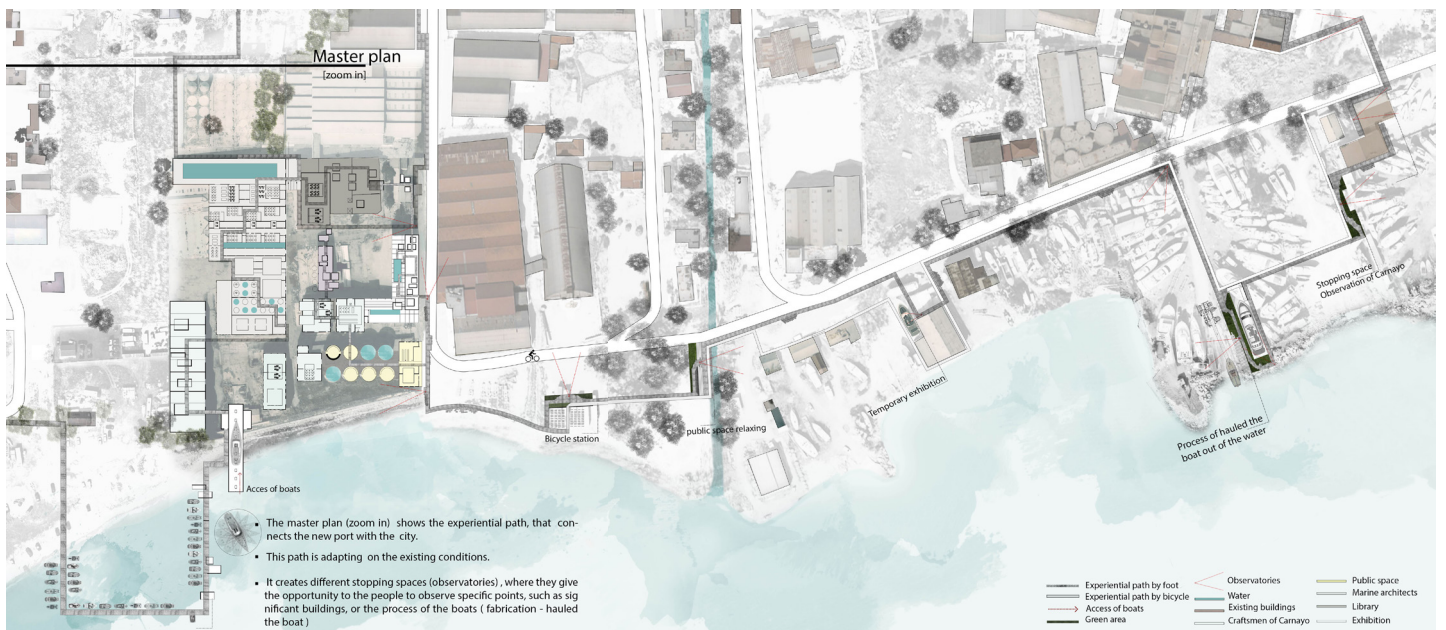 Master plan
[zoom in]
Stopping space
Observation of Carnayo
Temporary exhibition
public space relaxing
Bicycle station
Process of hauled the
boat out of the water
Acces of boats
The master plan (zoom in) shows the experiential path, that con-
nects the new port with the city.
This path is adapting on the existing conditions.
It creates different stopping spaces (observatories) , where they give
the opportunity to the people to observe specific points, such as sig
nificant buildings, or the process of the boats ( fabrication - hauled
the boat )
Experiential path by foot
Experiential path by bicycle
Access of boats
Green area
Observatories
Water
Existing buildings
Craftsmen of Carnayo
Public space
Marine architects
Library
Exhibition